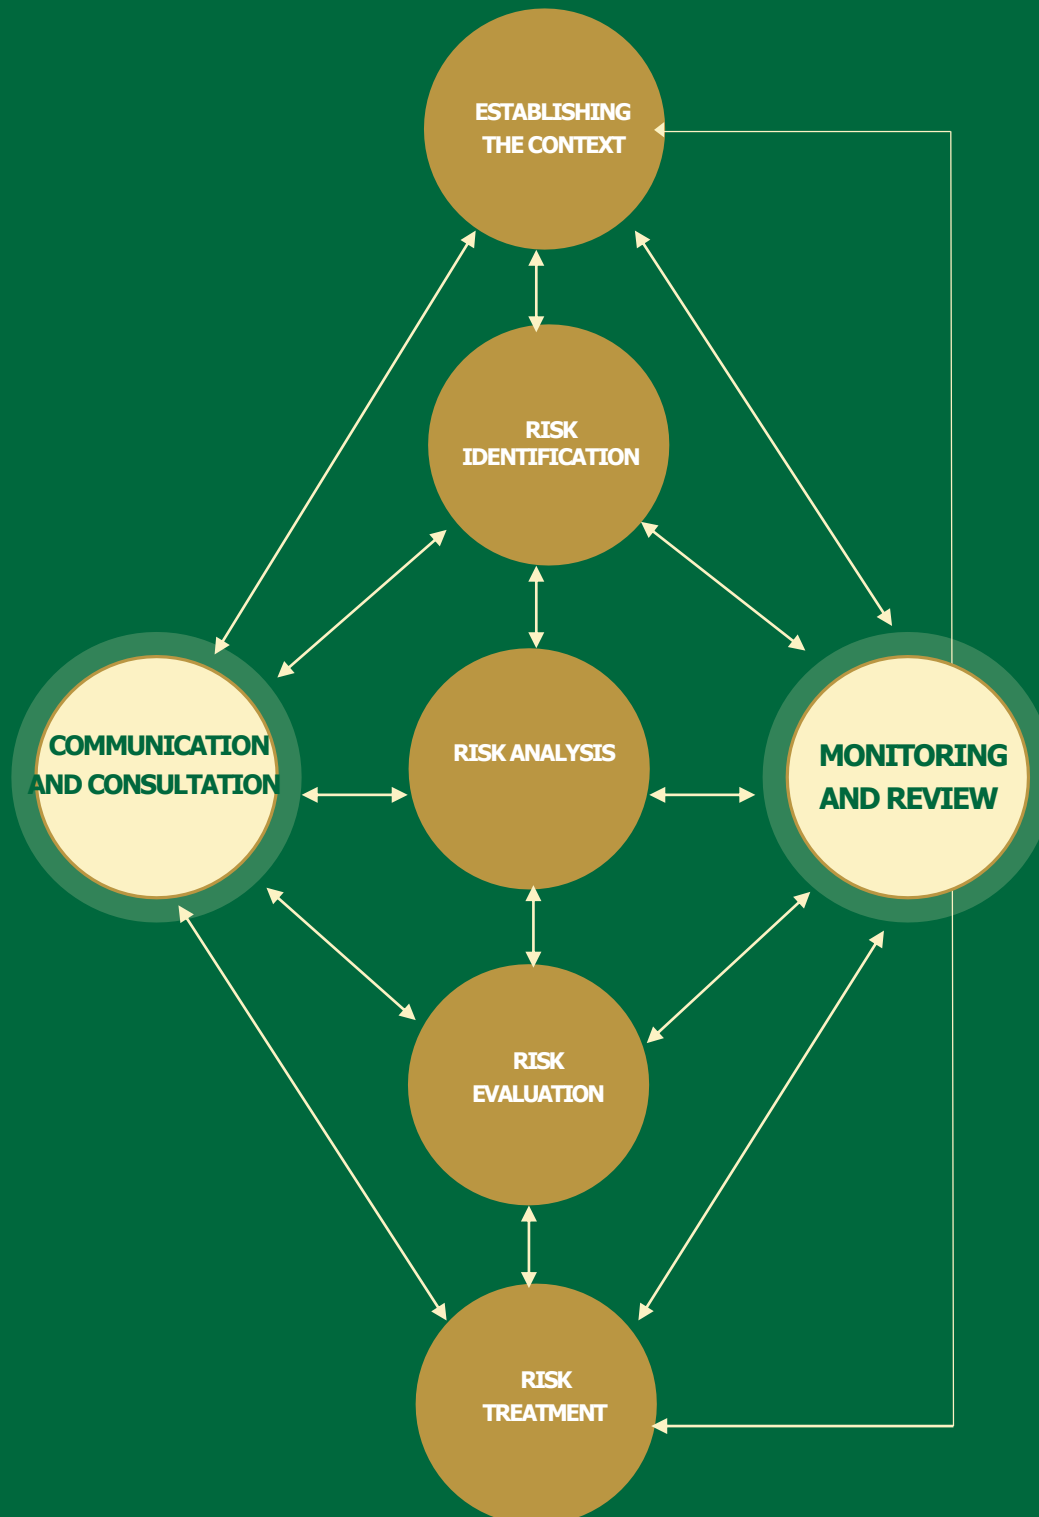 ESTABLISHING
THE CONTEXT
RISK
IDENTIFICATION
COMMUNICATION
AND CONSULTATION
RISK ANALYSIS
MONITORING
AND REVIEW
RISK
EVALUATION
RISK
TREATMENT